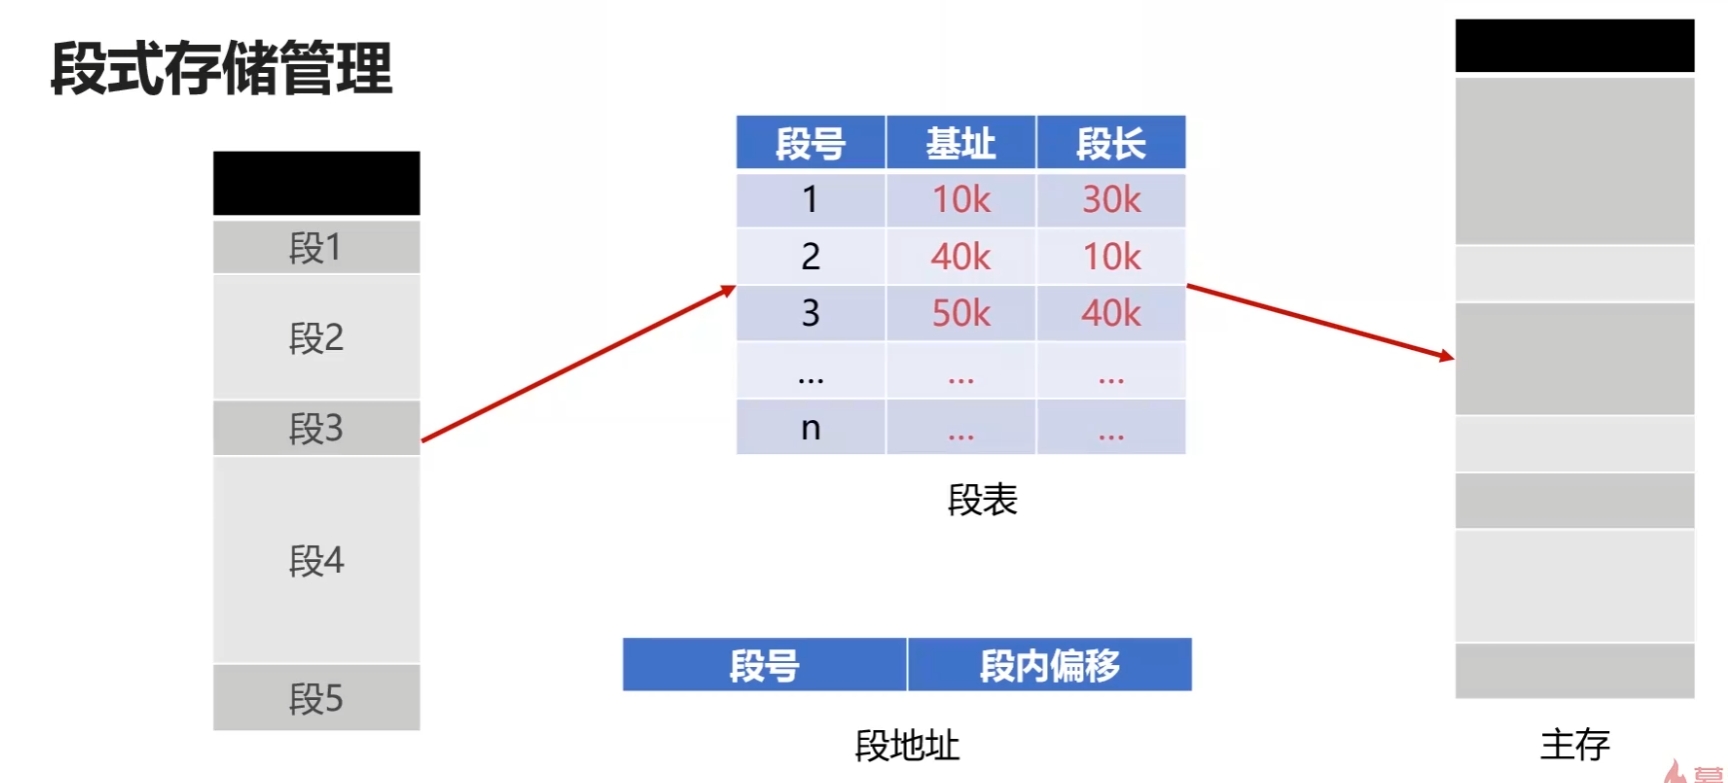 段式存储管理
段1
段2
段3
段4
段5
段号 基址 段长
1 10k 30k
2 40k 10k
3 50k 40k
... ... ...
n ... ...
段表
段号 段内偏移
段地址
主存
慕